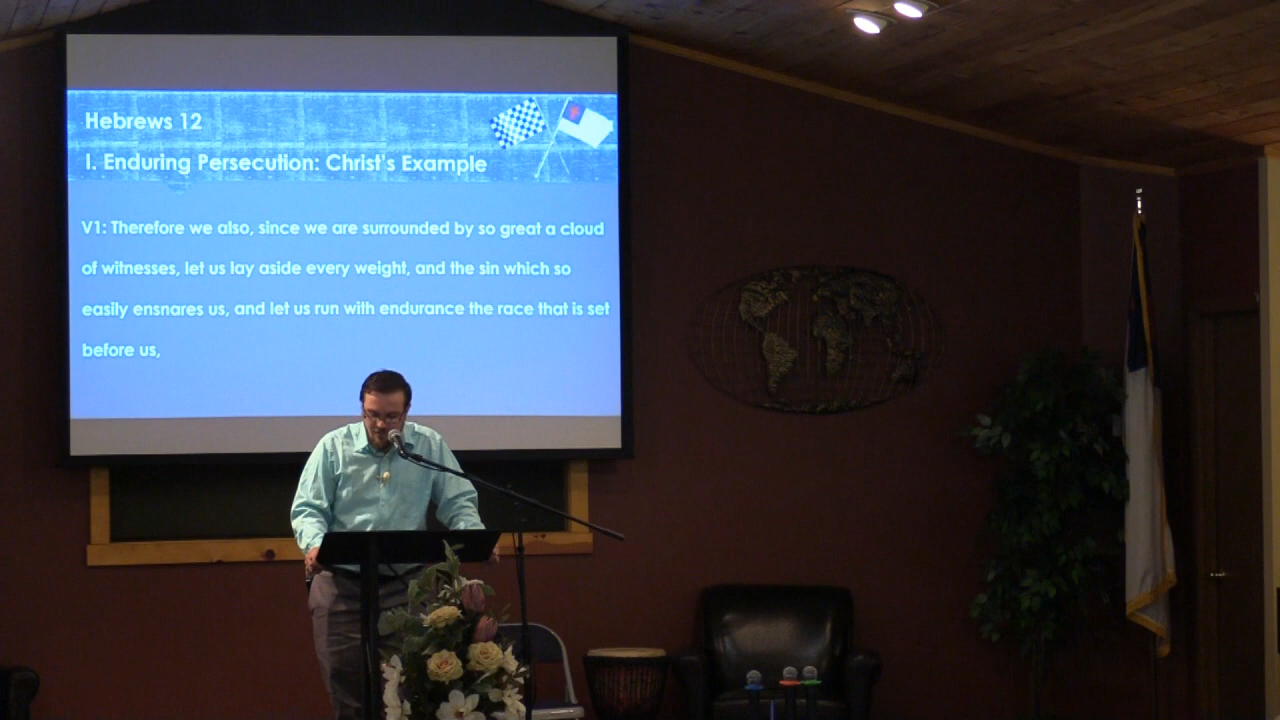 Hebrews 12
I. Enduring Persecution: Christ's Example
V1: Therefore we also, since we are surrounded by so great a cloud
of witnesses, let us lay aside every weight, and the sin which so
easily ensnares us, and let us run with endurance the race that is set
before us,